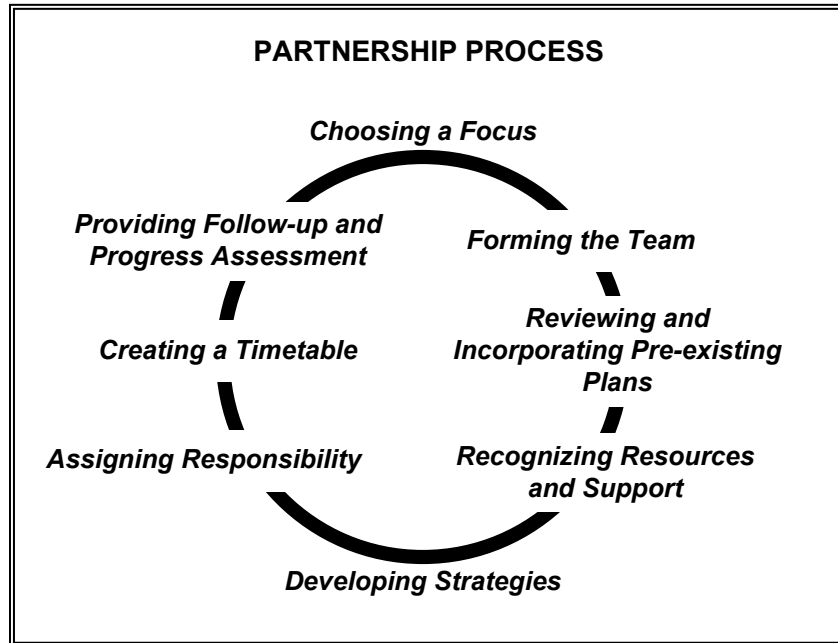 PARTNERSHIP PROCESS
Choosing a Focus
Providing Follow-up and
Progress Assessment
Forming the Team
Reviewing and
Incorporating Pre-existing
Plans
Creating a Timetable
Recognizing Resources
and Support
Assigning Responsibility
Developing Strategies